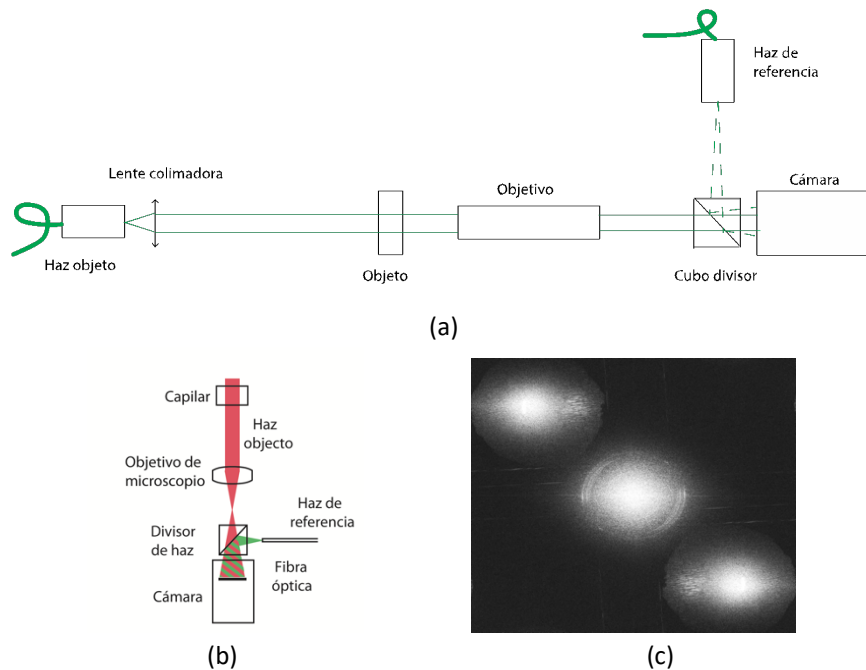 Haz de
referencia
Lente colimadora
Objetivo
Cámara
Haz objeto
Objeto
Cubo divisor
(a)
Capilar
Haz
objecto
Objetivo de
microscopio
Haz de
referencia
Divisor
de haz
Fibra
óptica
Cámara
(b)
(c)